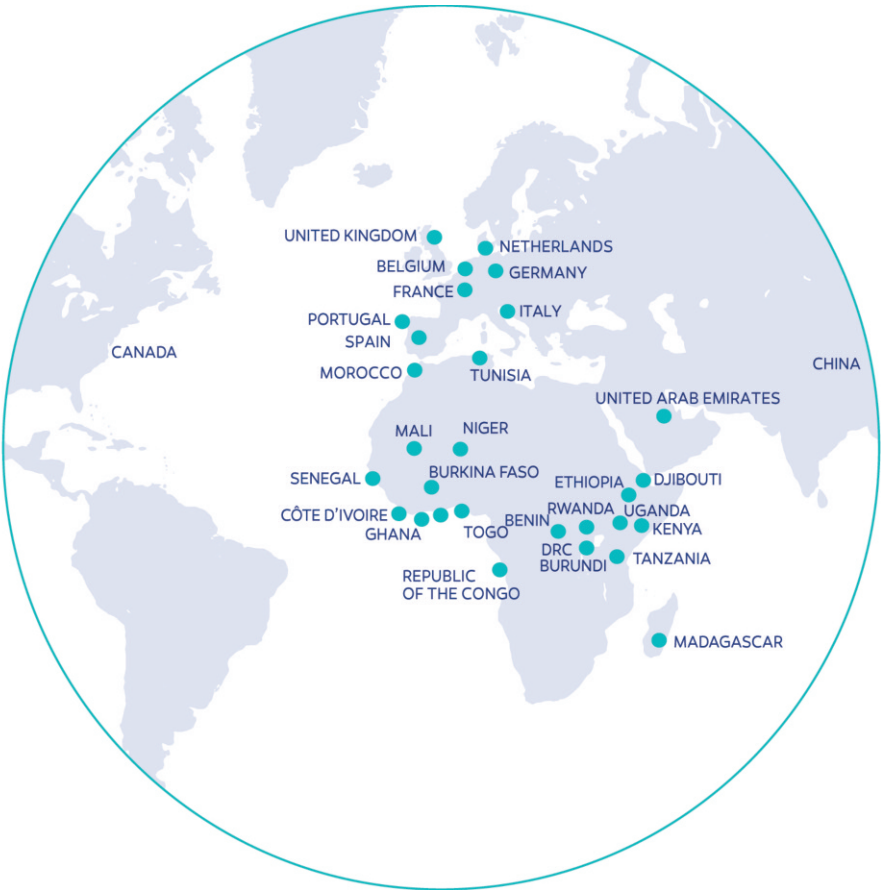 UNITED KINGDOM
NETHERLANDS
BELGIUM
GERMANY
FRANCE
ITALY
PORTUGAL
SPAIN
CANADA
CHINA
MOROCCO
TUNISIA
UNITED ARAB EMIRATES
MALI
NIGER
SENEGAL
BURKINA FASO
ETHIOPIA
DJIBOUTI
CÔTE D'IVOIRE
GHANA
TOGO
BENIN
RWANDA
UGANDA
KENYA
DRC
BURUNDI
TANZANIA
REPUBLIC
OF THE CONGO
MADAGASCAR